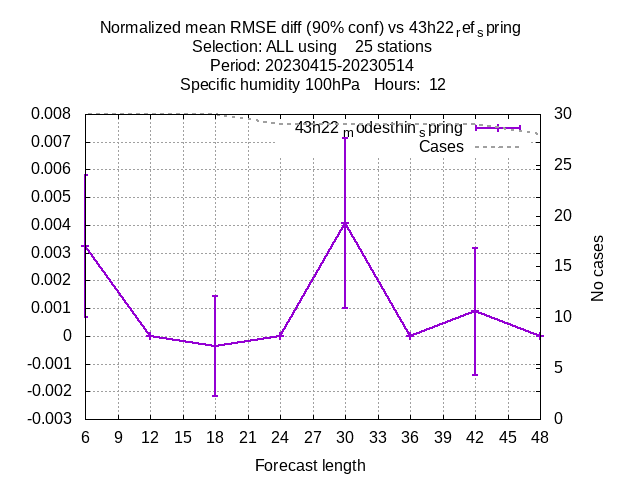 Normalized mean RMSE diff (90% conf) vs 43h22refspring
Selection: ALL using    25 stations
Period: 20230415-20230514
Specific humidity 100hPa   Hours:  12
43h22modesthinspring
Cases
0.008
0.007
0.006
0.005
0.004
0.003
0.002
0.001
0
-0.001
-0.002
-0.003
30
25
20
15
10
5
0
No cases
6 9 12 15 18 21 24 27 30 33 36 39 42 45 48
Forecast length